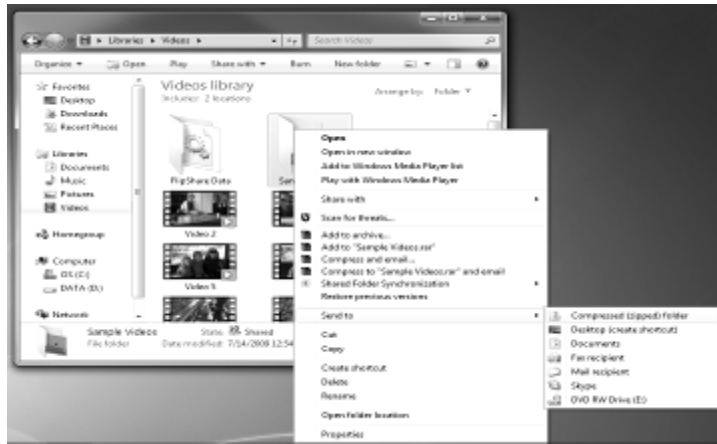 Libraries ▸ Videos ▸
Search Videos
Organize ▾ Open Play Share with ▾ Burn New folder
Favorites
Desktop
Downloads
Recent Places
Libraries
Documents
Music
Pictures
Videos
Homegroup
Computer
OS (C:)
DATA (D:)
Network
Videos library
Includes: 2 locations
Arrange by: Folder ▾
FlipShare Data
Sam
Video 2
Video 5
Sample Videos State: Shared
File folder Date modified: 7/14/2009 12:54
Open
Open in new window
Add to Windows Media Player list
Play with Windows Media Player
Share with
Scan for threats...
Add to archive...
Add to "Sample Videos.rar"
Compress and email...
Compress to "Sample Videos.rar" and email
Shared Folder Synchronization
Restore previous versions
Send to
Cut
Copy
Create shortcut
Delete
Rename
Open folder location
Properties
Compressed (zipped) folder
Desktop (create shortcut)
Documents
Fax recipient
Mail recipient
Skype
DVD RW Drive (E:)